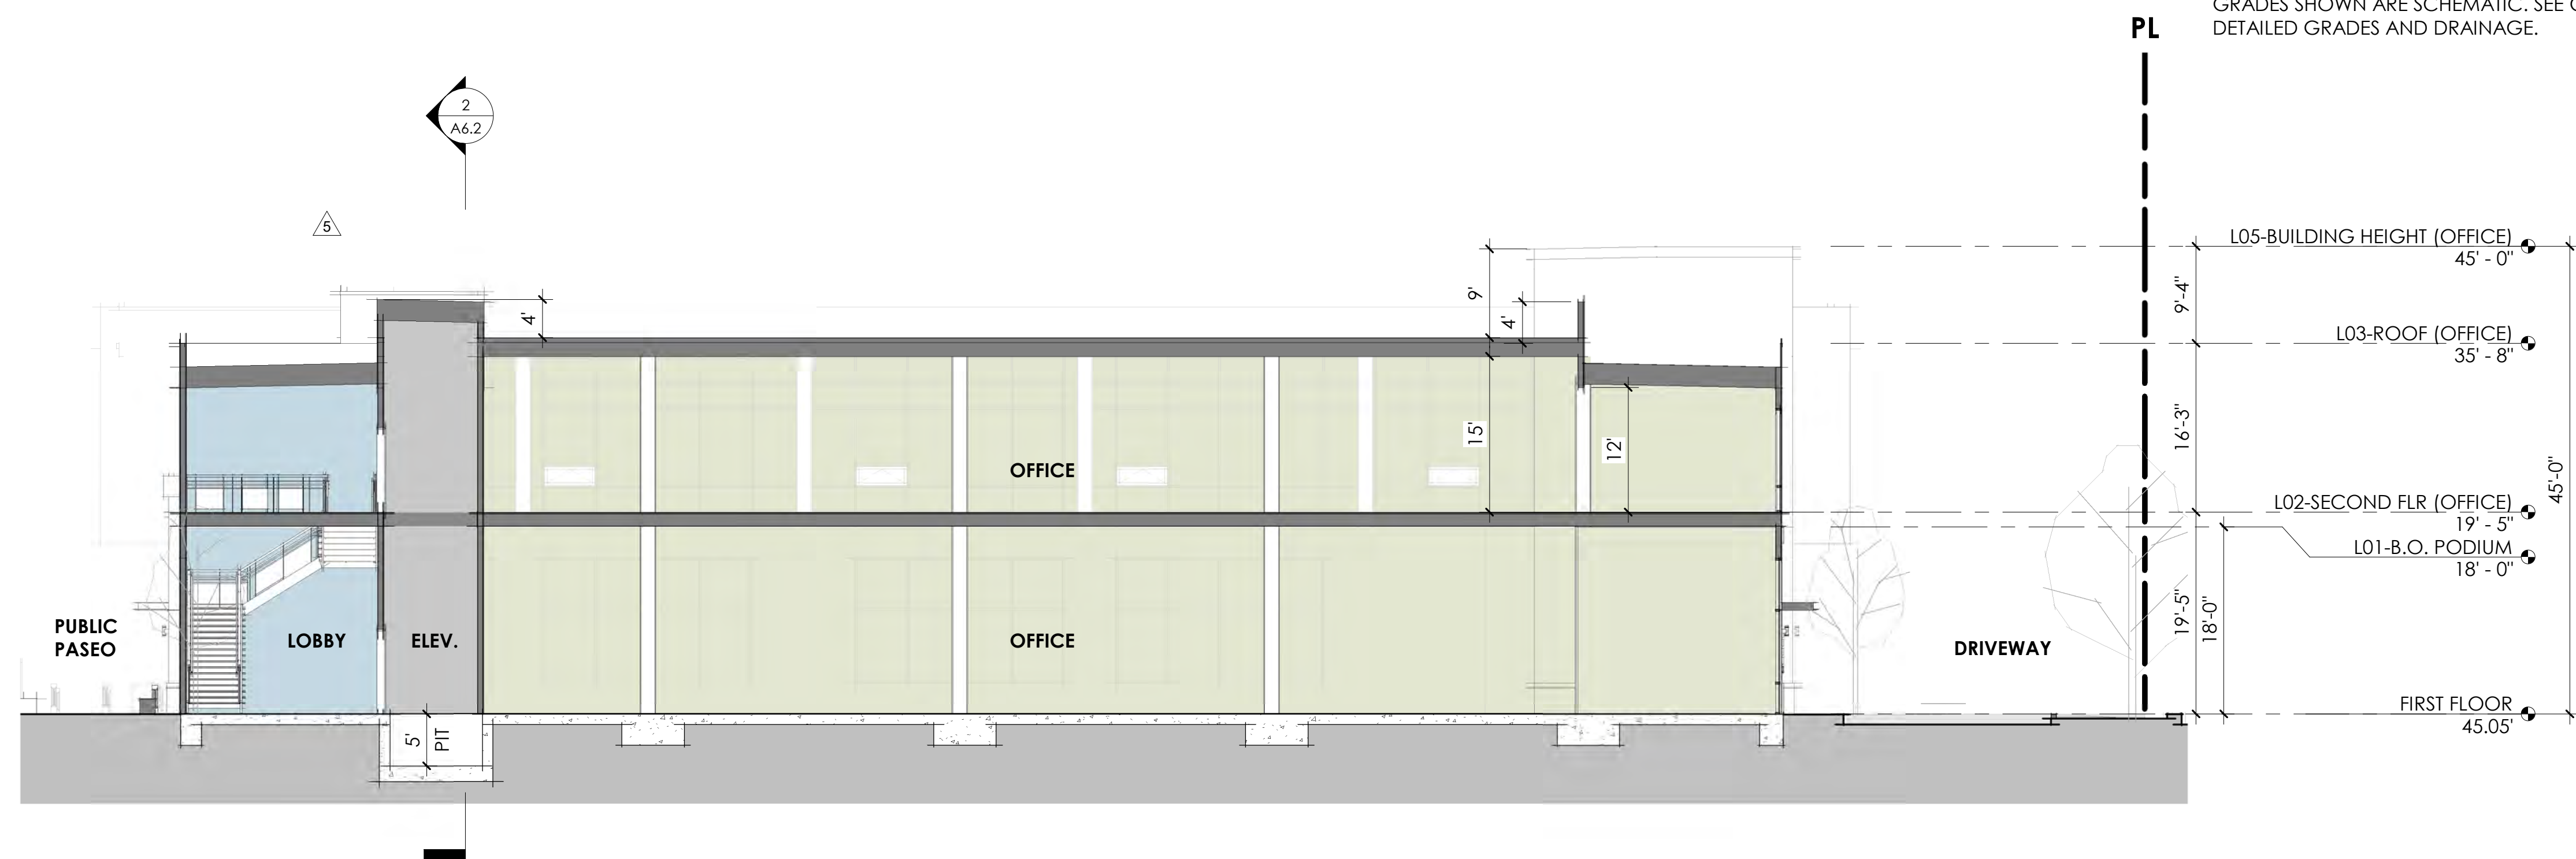 GRADES SHOWN ARE SCHEMATIC. SEE
DETAILED GRADES AND DRAINAGE.
PL
2
A6.2
5
L05-BUILDING HEIGHT (OFFICE)
45' - 0"
9'
4'
4'
9'-4"
L03-ROOF (OFFICE)
35' - 8"
15'
12'
16'-3"
45'-0"
OFFICE
L02-SECOND FLR (OFFICE)
19' - 5"
L01-B.O. PODIUM
18' - 0"
19'-5"
18'-0"
PUBLIC
PASEO
LOBBY
ELEV.
OFFICE
DRIVEWAY
FIRST FLOOR
45.05'
5'
PIT